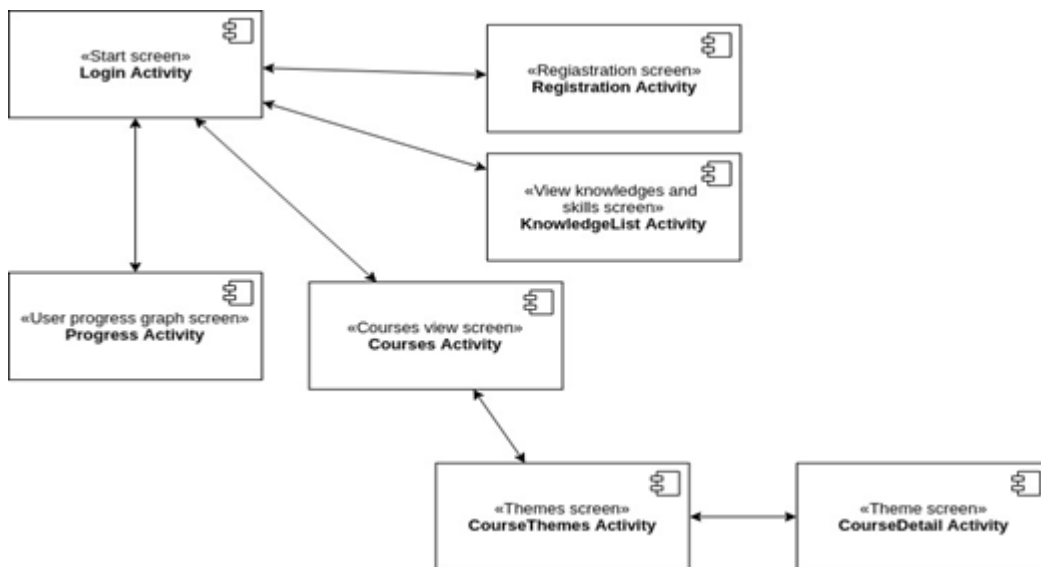 «Start screen»
Login Activity
«Regiastration screen»
Registration Activity
«View knowledges and
skills screen»
KnowledgeList Activity
«User progress graph screen»
Progress Activity
«Courses view screen»
Courses Activity
«Themes screen»
CourseThemes Activity
«Theme screen»
CourseDetail Activity